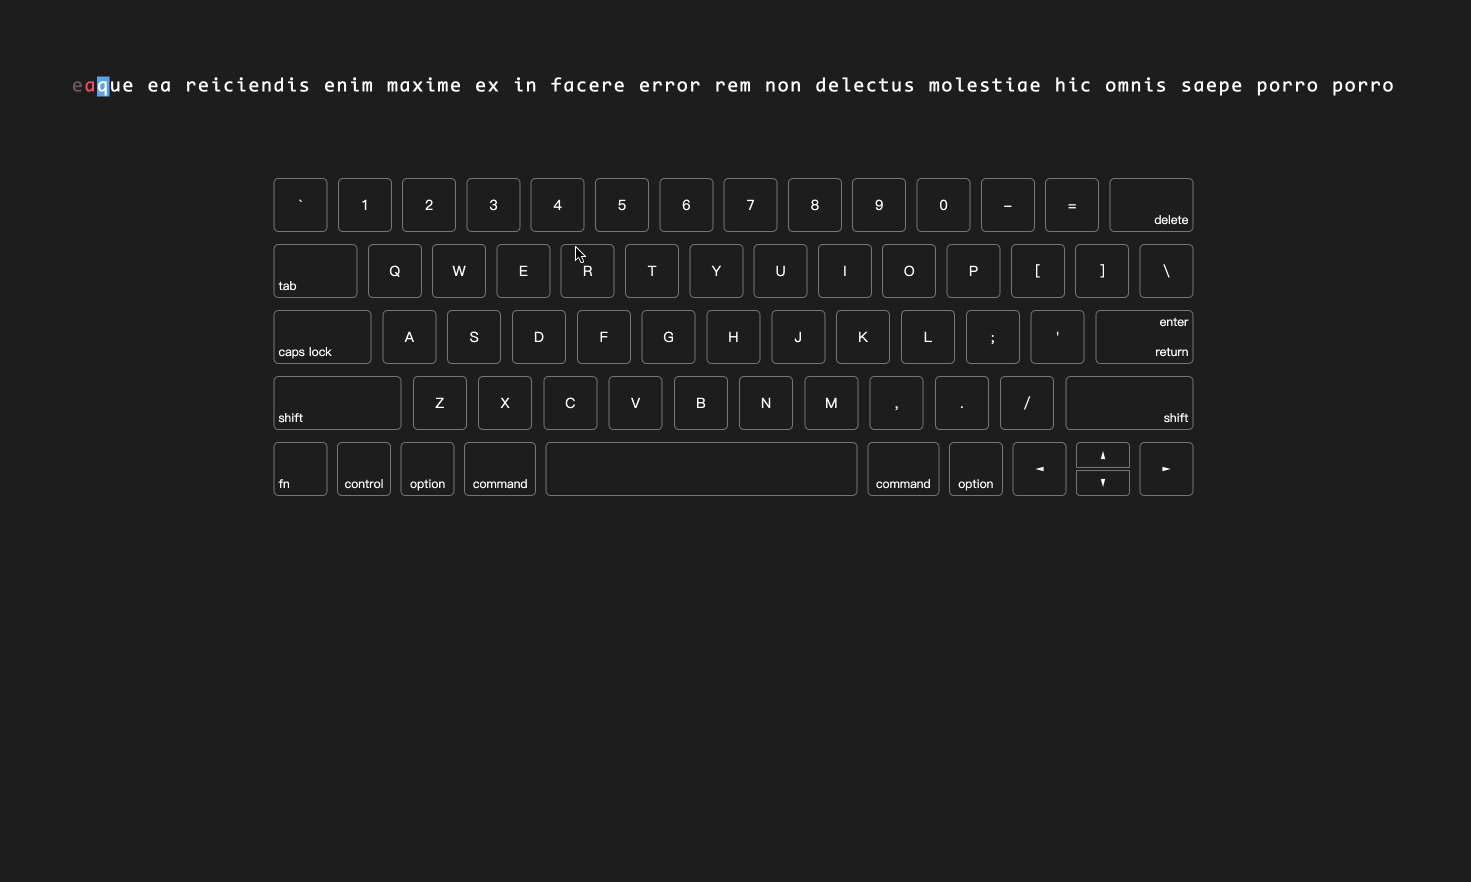 eaque ea reiciendis enim maxime ex in facere error rem non delectus molestiae hic omnis saepe porro porro
` 1 2 3 4 5 6 7 8 9 0 – = delete
tab Q W E R T Y U I O P [ ] \
caps lock A S D F G H J K L ; ' enter return
shift Z X C V B N M , . / shift
fn control option command command option ◄ ▲ ▼ ►